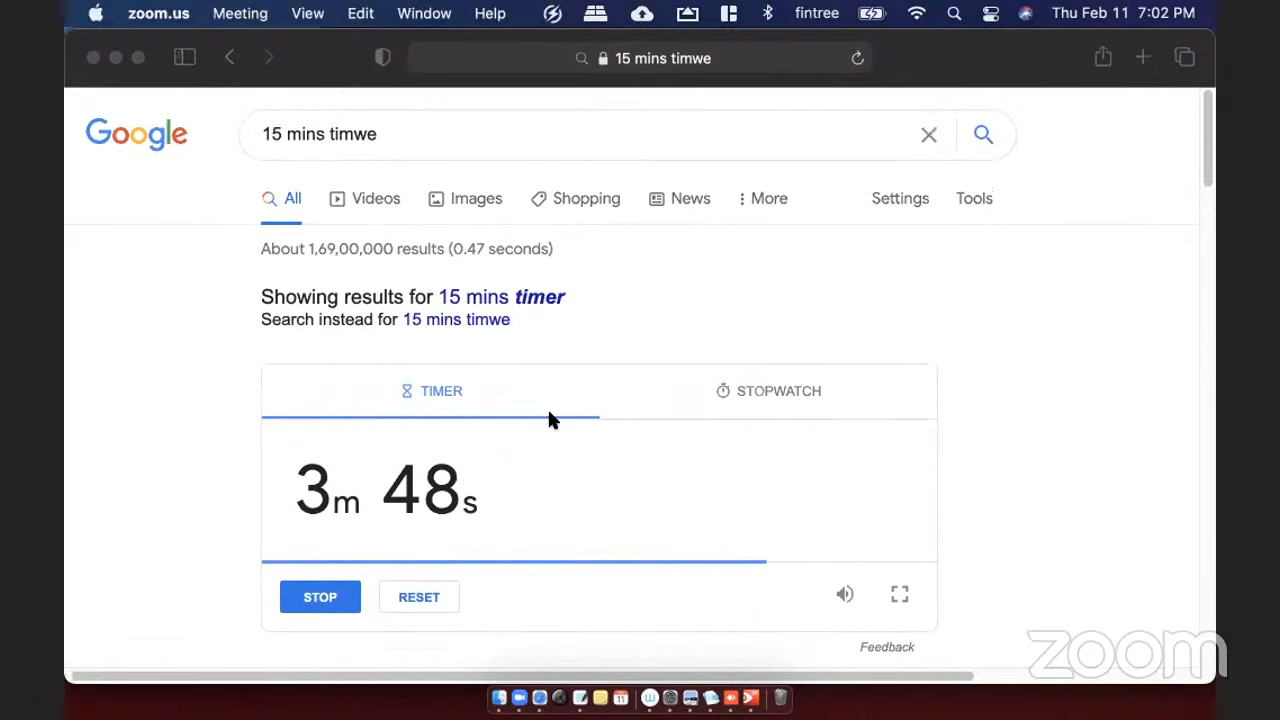 zoom.us Meeting View Edit Window Help fintree Thu Feb 11 7:02 PM
15 mins timwe
Google 15 mins timwe
All Videos Images Shopping News More Settings Tools
About 1,69,00,000 results (0.47 seconds)
Showing results for 15 mins timer
Search instead for 15 mins timwe
TIMER STOPWATCH
3m 48s
STOP RESET
Feedback
zoom
11